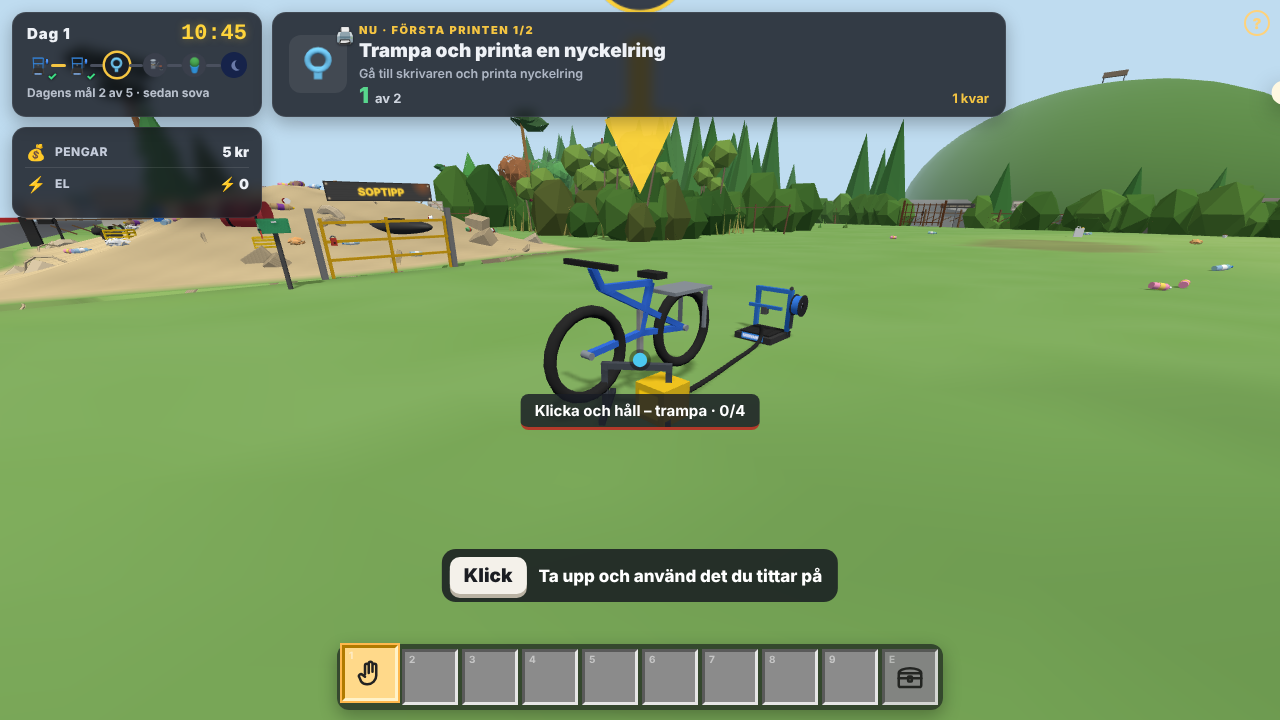 Dag 1
10:45
Dagens mål 2 av 5 · sedan sova
PENGAR 5 kr
EL 0
NU · FÖRSTA PRINTEN 1/2
Trampa och printa en nyckelring
Gå till skrivaren och printa nyckelring
1 av 2
1 kvar
SOPTIPP
Klicka och håll – trampa · 0/4
Klick
Ta upp och använd det du tittar på
2
3
4
5
6
7
8
9
E